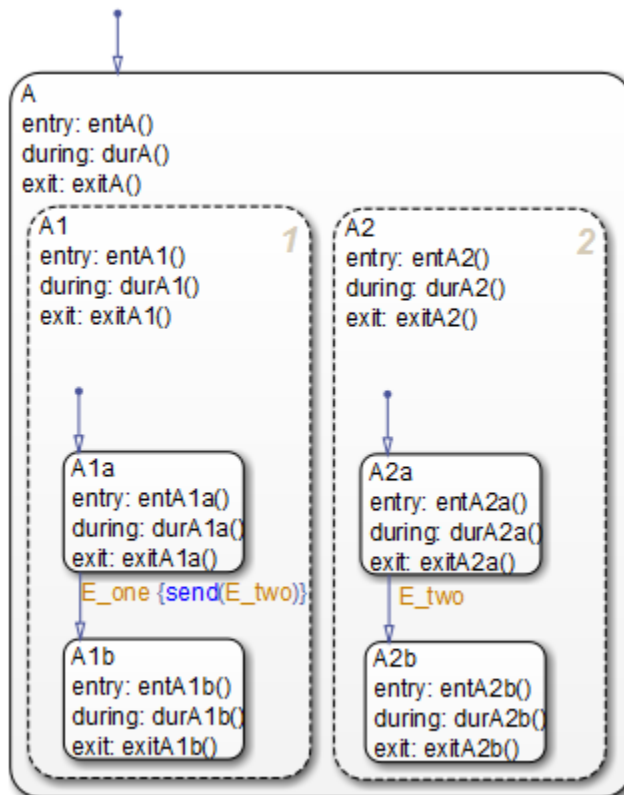 A
entry: entA()
during: durA()
exit: exitA()
A1
1
entry: entA1()
during: durA1()
exit: exitA1()
A1a
entry: entA1a()
during: durA1a()
exit: exitA1a()
E_one {send(E_two)}
A1b
entry: entA1b()
during: durA1b()
exit: exitA1b()
A2
2
entry: entA2()
during: durA2()
exit: exitA2()
A2a
entry: entA2a()
during: durA2a()
exit: exitA2a()
E_two
A2b
entry: entA2b()
during: durA2b()
exit: exitA2b()